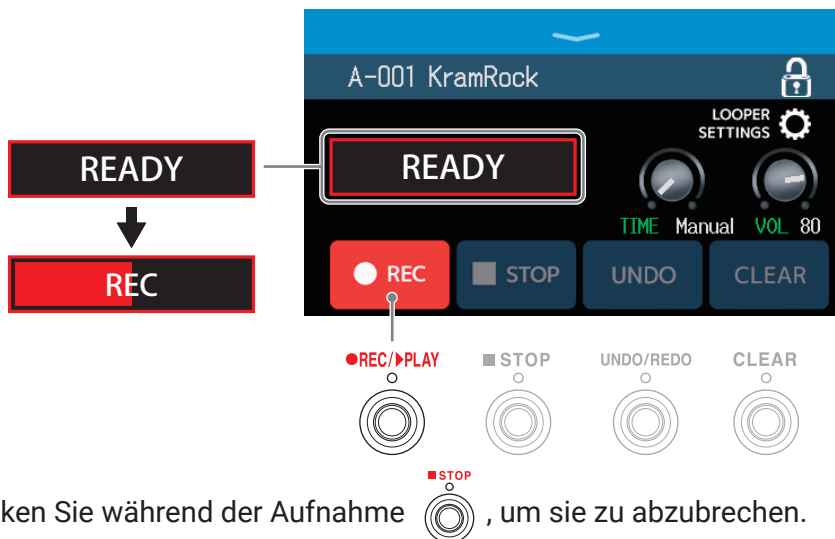 A-001 KramRock
LOOPER
SETTINGS
READY
READY
TIME Manual VOL 80
REC
REC STOP UNDO CLEAR
●REC/▶PLAY ■STOP UNDO/REDO CLEAR
■STOP
ken Sie während der Aufnahme , um sie zu abzubrechen.